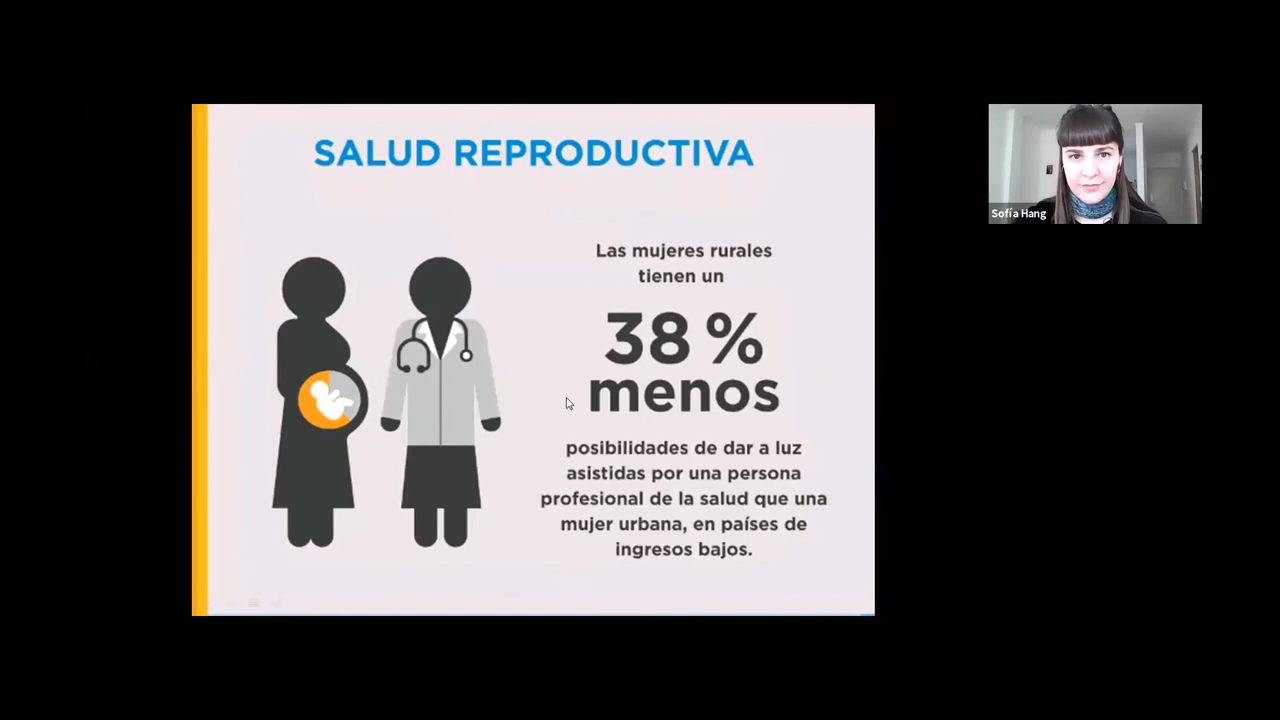 SALUD REPRODUCTIVA
Las mujeres rurales
tienen un
38 %
menos
posibilidades de dar a luz
asistidas por una persona
profesional de la salud que una
mujer urbana, en países de
ingresos bajos.
Sofía Hang